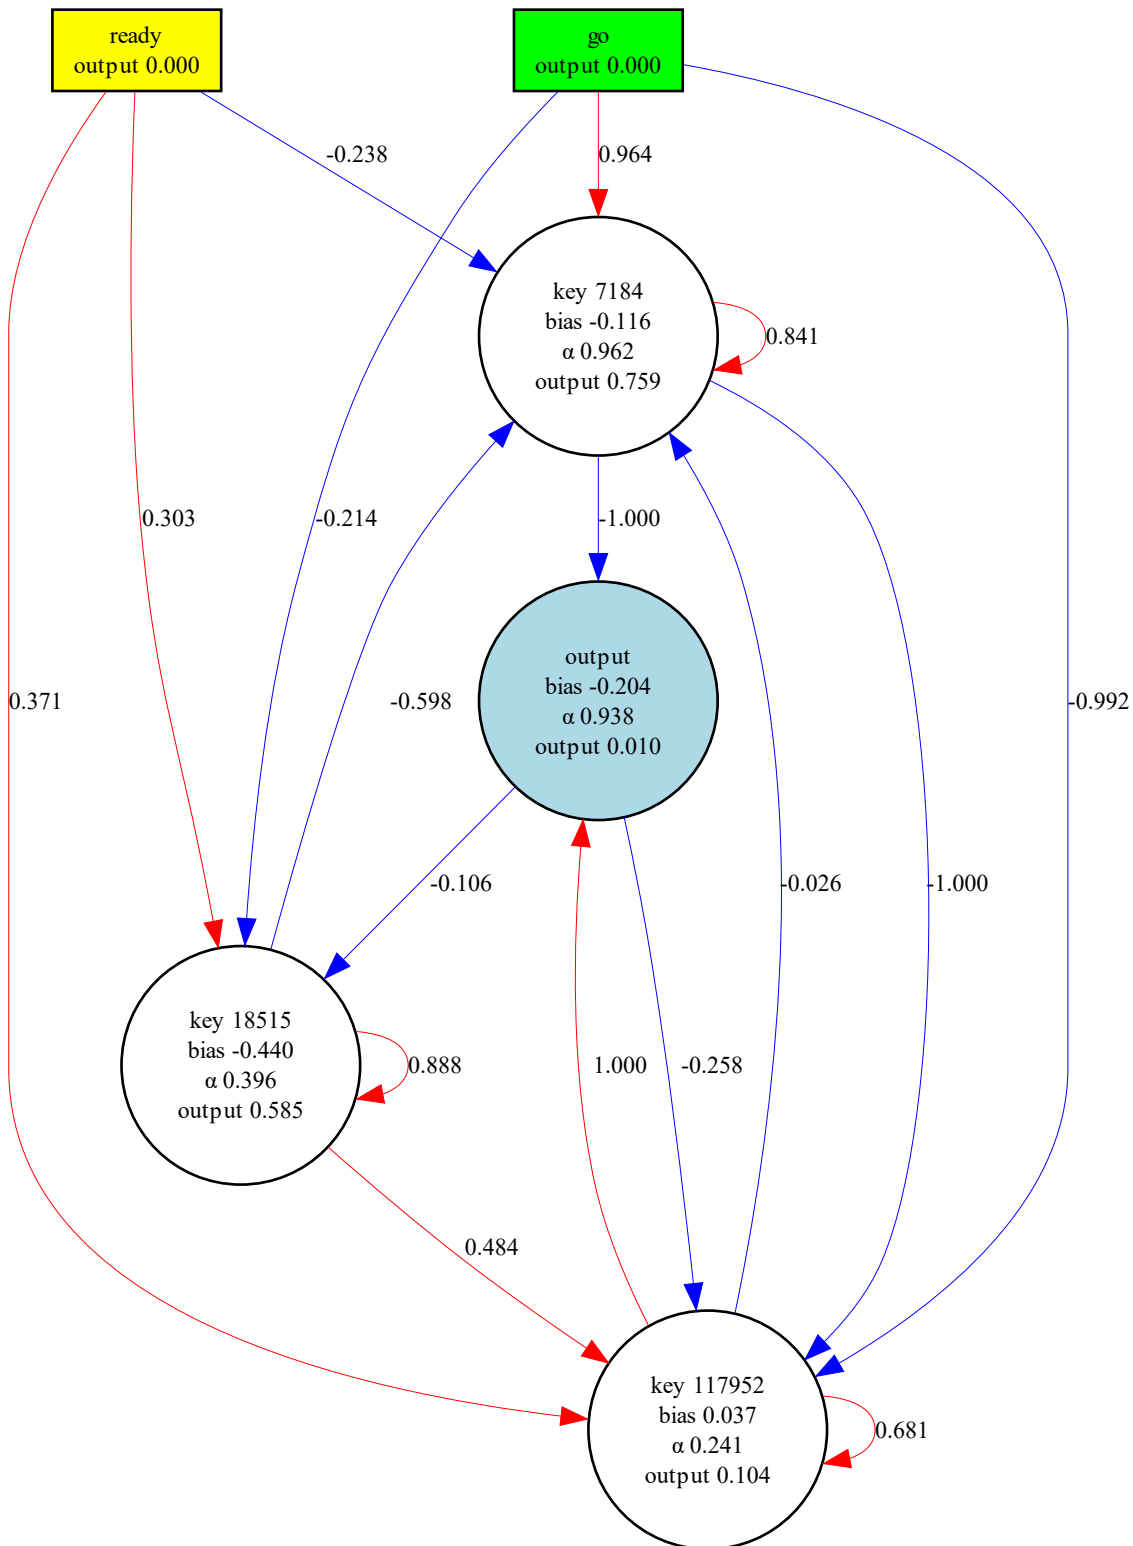 ready
output 0.000
go
output 0.000
-0.238
0.964
key 7184
bias -0.116
α 0.962
output 0.759
0.841
0.303
-0.214
-1.000
output
bias -0.204
α 0.938
output 0.010
0.371
-0.598
-0.992
-0.106
-0.026
-1.000
key 18515
bias -0.440
α 0.396
output 0.585
0.888
1.000
-0.258
0.484
key 117952
bias 0.037
α 0.241
output 0.104
0.681